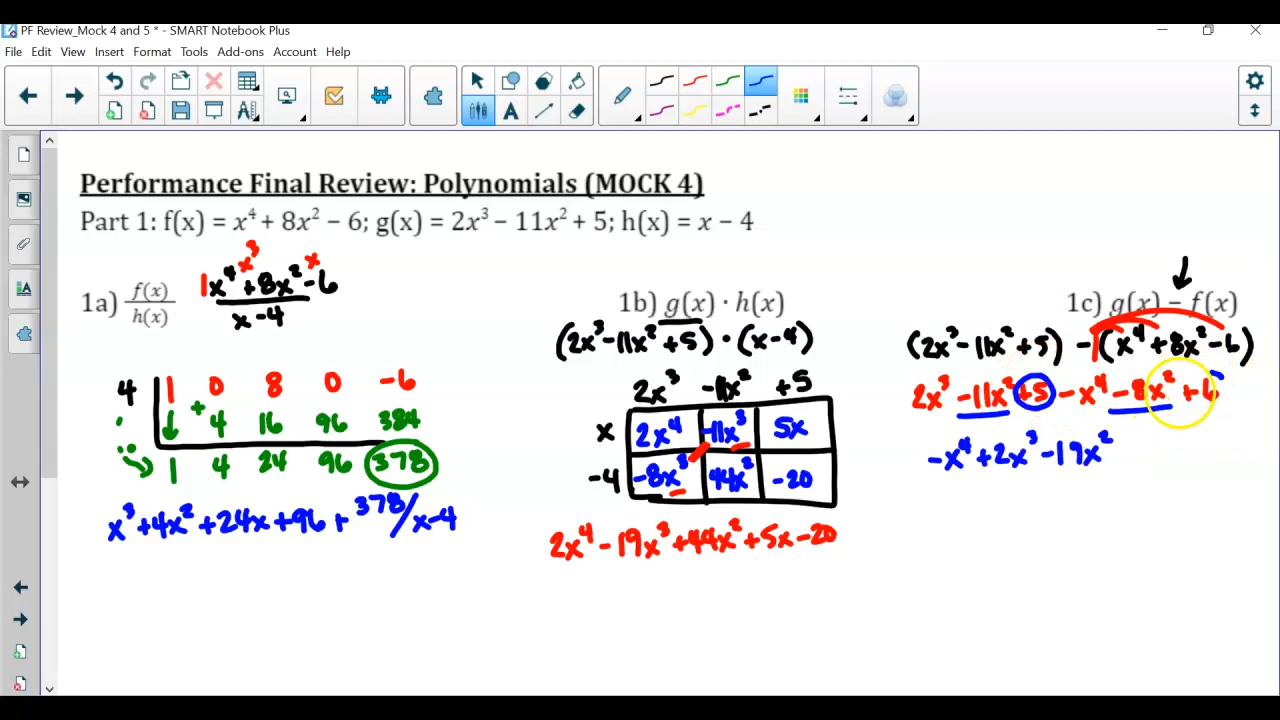 PF Review_Mock 4 and 5 * - SMART Notebook Plus
File Edit View Insert Format Tools Add-ons Account Help
Performance Final Review: Polynomials (MOCK 4)
Part 1: f(x) = x⁴ + 8x² − 6; g(x) = 2x³ − 11x² + 5; h(x) = x − 4
1a) f(x)/h(x)
x³ x
1x⁴+8x²-6
x-4
4 1 0 8 0 -6
+ 4 16 96 384
1 4 24 96 378
x³+4x²+24x+96+378/x-4
1b) g(x) · h(x)
(2x³-11x²+5)·(x-4)
2x³ -11x² +5
x 2x⁴ -11x³ 5x
-4 -8x³ 44x² -20
2x⁴-19x³+44x²+5x-20
1c) g(x) − f(x)
(2x³-11x²+5) -1(x⁴+8x²-6)
2x³-11x²+5-x⁴-8x²+6
-x⁴+2x³-19x²